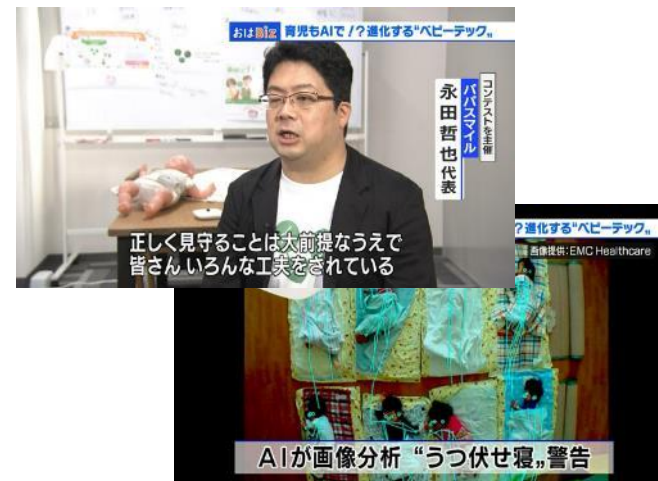 おはBiz 育児もAIで！？進化する“ベビーテック„
コンテストを主催
パパスマイル
永田哲也代表
正しく見守ることは大前提なうえで
皆さん いろんな工夫をされている
？進化する“ベビーテック„
画像提供：EMC Healthcare
AIが画像分析 “うつ伏せ寝„警告